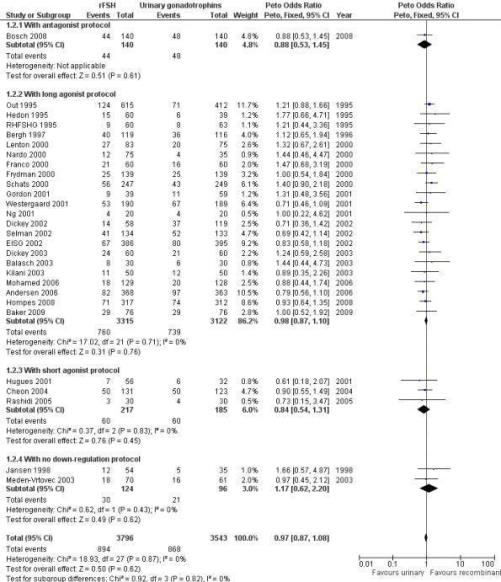 rFSH Urinary gonadotrophins Peto Odds Ratio Peto Odds Ratio
Study or Subgroup Events Total Events Total Weight Peto, Fixed, 95% CI Year Peto, Fixed, 95% CI
1.2.1 With antagonist protocol
Bosch 2008 44 140 48 140 4.8% 0.88 [0.53, 1.45] 2008
Subtotal (95% CI) 140 140 4.8% 0.88 [0.53, 1.45]
Total events 44 48
Heterogeneity: Not applicable
Test for overall effect: Z = 0.51 (P = 0.61)
1.2.2 With long agonist protocol
Out 1995 124 615 71 412 11.7% 1.21 [0.88, 1.66] 1995
Hedon 1995 15 60 6 39 1.3% 1.77 [0.66, 4.71] 1995
RHFSHG 1995 9 60 8 63 1.1% 1.21 [0.44, 3.36] 1995
Bergh 1997 40 119 36 116 4.1% 1.12 [0.65, 1.94] 1996
Lenton 2000 27 83 20 75 2.6% 1.32 [0.67, 2.61] 2000
Nardo 2000 12 75 4 35 1.0% 1.44 [0.46, 4.47] 2000
Franco 2000 21 60 16 60 2.0% 1.47 [0.68, 3.19] 2000
Frydman 2000 25 139 25 139 3.2% 1.00 [0.54, 1.84] 2000
Schats 2000 56 247 43 249 6.1% 1.40 [0.90, 2.18] 2000
Gordon 2001 9 39 11 59 1.2% 1.31 [0.48, 3.56] 2001
Westergaard 2001 53 190 67 189 6.3% 0.71 [0.46, 1.09] 2001
Ng 2001 4 20 4 20 0.5% 1.00 [0.22, 4.62] 2001
Dickey 2002 14 58 37 119 2.7% 0.71 [0.36, 1.42] 2002
Selman 2002 41 134 52 133 4.6% 0.69 [0.42, 1.14] 2002
EISG 2002 67 386 80 395 9.2% 0.83 [0.58, 1.18] 2002
Dickey 2003 24 60 21 60 2.2% 1.24 [0.59, 2.58] 2003
Balasch 2003 8 30 6 30 0.8% 1.44 [0.44, 4.73] 2003
Kilani 2003 11 50 12 50 1.4% 0.89 [0.35, 2.26] 2003
Mohamed 2006 18 129 20 128 2.5% 0.88 [0.44, 1.74] 2006
Andersen 2006 82 368 97 363 10.5% 0.79 [0.56, 1.10] 2006
Hompes 2008 71 317 74 312 8.6% 0.93 [0.64, 1.35] 2008
Baker 2009 29 76 29 76 2.8% 1.00 [0.52, 1.92] 2009
Subtotal (95% CI) 3315 3122 86.2% 0.98 [0.87, 1.10]
Total events 760 739
Heterogeneity: Chi² = 17.02, df = 21 (P = 0.71); I² = 0%
Test for overall effect: Z = 0.31 (P = 0.76)
1.2.3 With short agonist protocol
Hugues 2001 7 56 6 32 0.8% 0.61 [0.18, 2.07] 2001
Cheon 2004 50 131 50 123 4.4% 0.90 [0.55, 1.49] 2004
Rashidi 2005 3 30 4 30 0.5% 0.73 [0.15, 3.47] 2005
Subtotal (95% CI) 217 185 6.0% 0.84 [0.54, 1.31]
Total events 60 60
Heterogeneity: Chi² = 0.37, df = 2 (P = 0.83); I² = 0%
Test for overall effect: Z = 0.76 (P = 0.45)
1.2.4 With no down-regulation protocol
Jansen 1998 12 54 5 35 1.0% 1.66 [0.57, 4.87] 1998
Meden-Vrtovec 2003 18 70 16 61 2.0% 0.97 [0.45, 2.12] 2003
Subtotal (95% CI) 124 96 3.0% 1.17 [0.62, 2.20]
Total events 30 21
Heterogeneity: Chi² = 0.62, df = 1 (P = 0.43); I² = 0%
Test for overall effect: Z = 0.49 (P = 0.62)
Total (95% CI) 3796 3543 100.0% 0.97 [0.87, 1.08]
Total events 894 868
Heterogeneity: Chi² = 18.93, df = 27 (P = 0.87); I² = 0%
Test for overall effect: Z = 0.50 (P = 0.62)
Test for subgroup differences: Chi² = 0.92, df = 3 (P = 0.82), I² = 0%
0.01 0.1 1 10 100
Favours urinary Favours recombinant